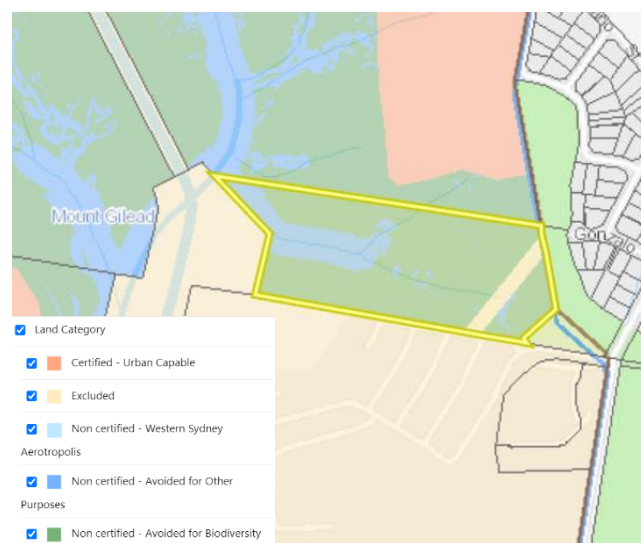 Mount Gilead
Gonzalo
Land Category
Certified - Urban Capable
Excluded
Non certified - Western Sydney
Aerotropolis
Non certified - Avoided for Other
Purposes
Non certified - Avoided for Biodiversity